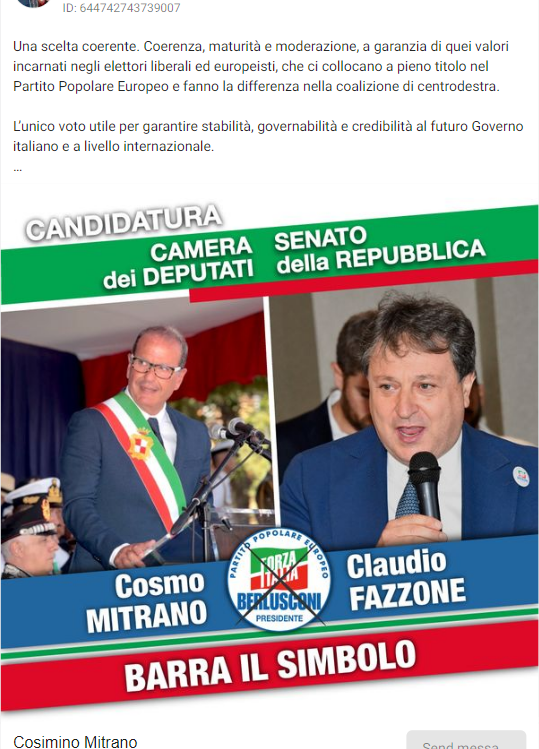 ID: 644742743739007
Una scelta coerente. Coerenza, maturità e moderazione, a garanzia di quei valori
incarnati negli elettori liberali ed europeisti, che ci collocano a pieno titolo nel
Partito Popolare Europeo e fanno la differenza nella coalizione di centrodestra.
L'unico voto utile per garantire stabilità, governabilità e credibilità al futuro Governo
italiano e a livello internazionale.
...
CANDIDATURA
CAMERA
dei DEPUTATI
SENATO
della REPUBBLICA
PARTITO POPOLARE EUROPEO
FORZA
ITALIA
BERLUSCONI
PRESIDENTE
Cosmo
MITRANO
Claudio
FAZZONE
BARRA IL SIMBOLO
Cosimino Mitrano
Send messa...